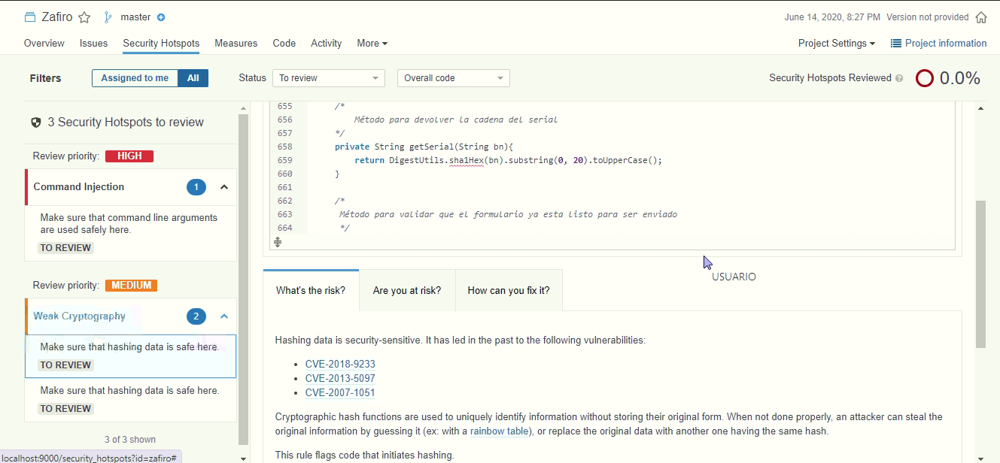 Zafiro master June 14, 2020, 8:27 PM Version not provided
Overview Issues Security Hotspots Measures Code Activity More Project Settings Project information
Filters Assigned to me All Status To review Overall code Security Hotspots Reviewed ? 0.0%
3 Security Hotspots to review
Review priority: HIGH
Command Injection 1
Make sure that command line arguments
are used safely here.
TO REVIEW
Review priority: MEDIUM
Weak Cryptography 2
Make sure that hashing data is safe here.
TO REVIEW
Make sure that hashing data is safe here.
TO REVIEW
3 of 3 shown
localhost:9000/security_hotspots?id=zafiro#
655 /*
656 Método para devolver la cadena del serial
657 */
658 private String getSerial(String bn){
659 return DigestUtils.sha1Hex(bn).substring(0, 20).toUpperCase();
660 }
661
662 /*
663 Método para validar que el formulario ya esta listo para ser enviado
664 */
USUARIO
What's the risk? Are you at risk? How can you fix it?
Hashing data is security-sensitive. It has led in the past to the following vulnerabilities:
• CVE-2018-9233
• CVE-2013-5097
• CVE-2007-1051
Cryptographic hash functions are used to uniquely identify information without storing their original form. When not done properly, an attacker can steal the
original information by guessing it (ex: with a rainbow table), or replace the original data with another one having the same hash.
This rule flags code that initiates hashing.